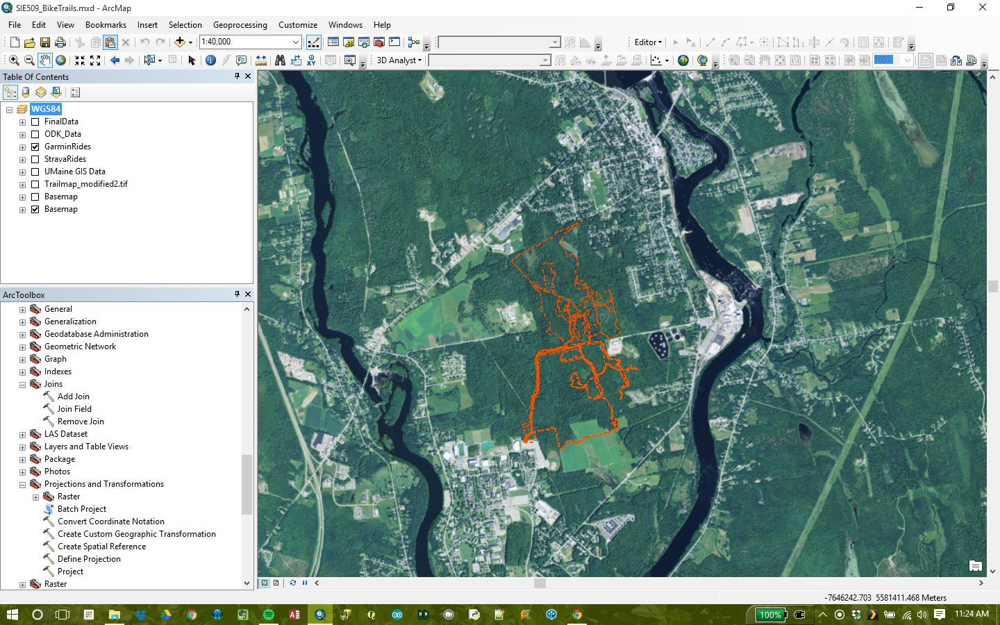 SIE509_BikeTrails.mxd - ArcMap
File Edit View Bookmarks Insert Selection Geoprocessing Customize Windows Help
1:40,000
Editor
3D Analyst
100%
Table Of Contents
WGS84
FinalData
ODK_Data
GarminRides
StravaRides
UMaine GIS Data
Trailmap_modified2.tif
Basemap
Basemap
ArcToolbox
General
Generalization
Geodatabase Administration
Geometric Network
Graph
Indexes
Joins
Add Join
Join Field
Remove Join
LAS Dataset
Layers and Table Views
Package
Photos
Projections and Transformations
Raster
Batch Project
Convert Coordinate Notation
Create Custom Geographic Transformation
Create Spatial Reference
Define Projection
Project
Raster
-7646242.703 5581411.468 Meters
100%
11:24 AM